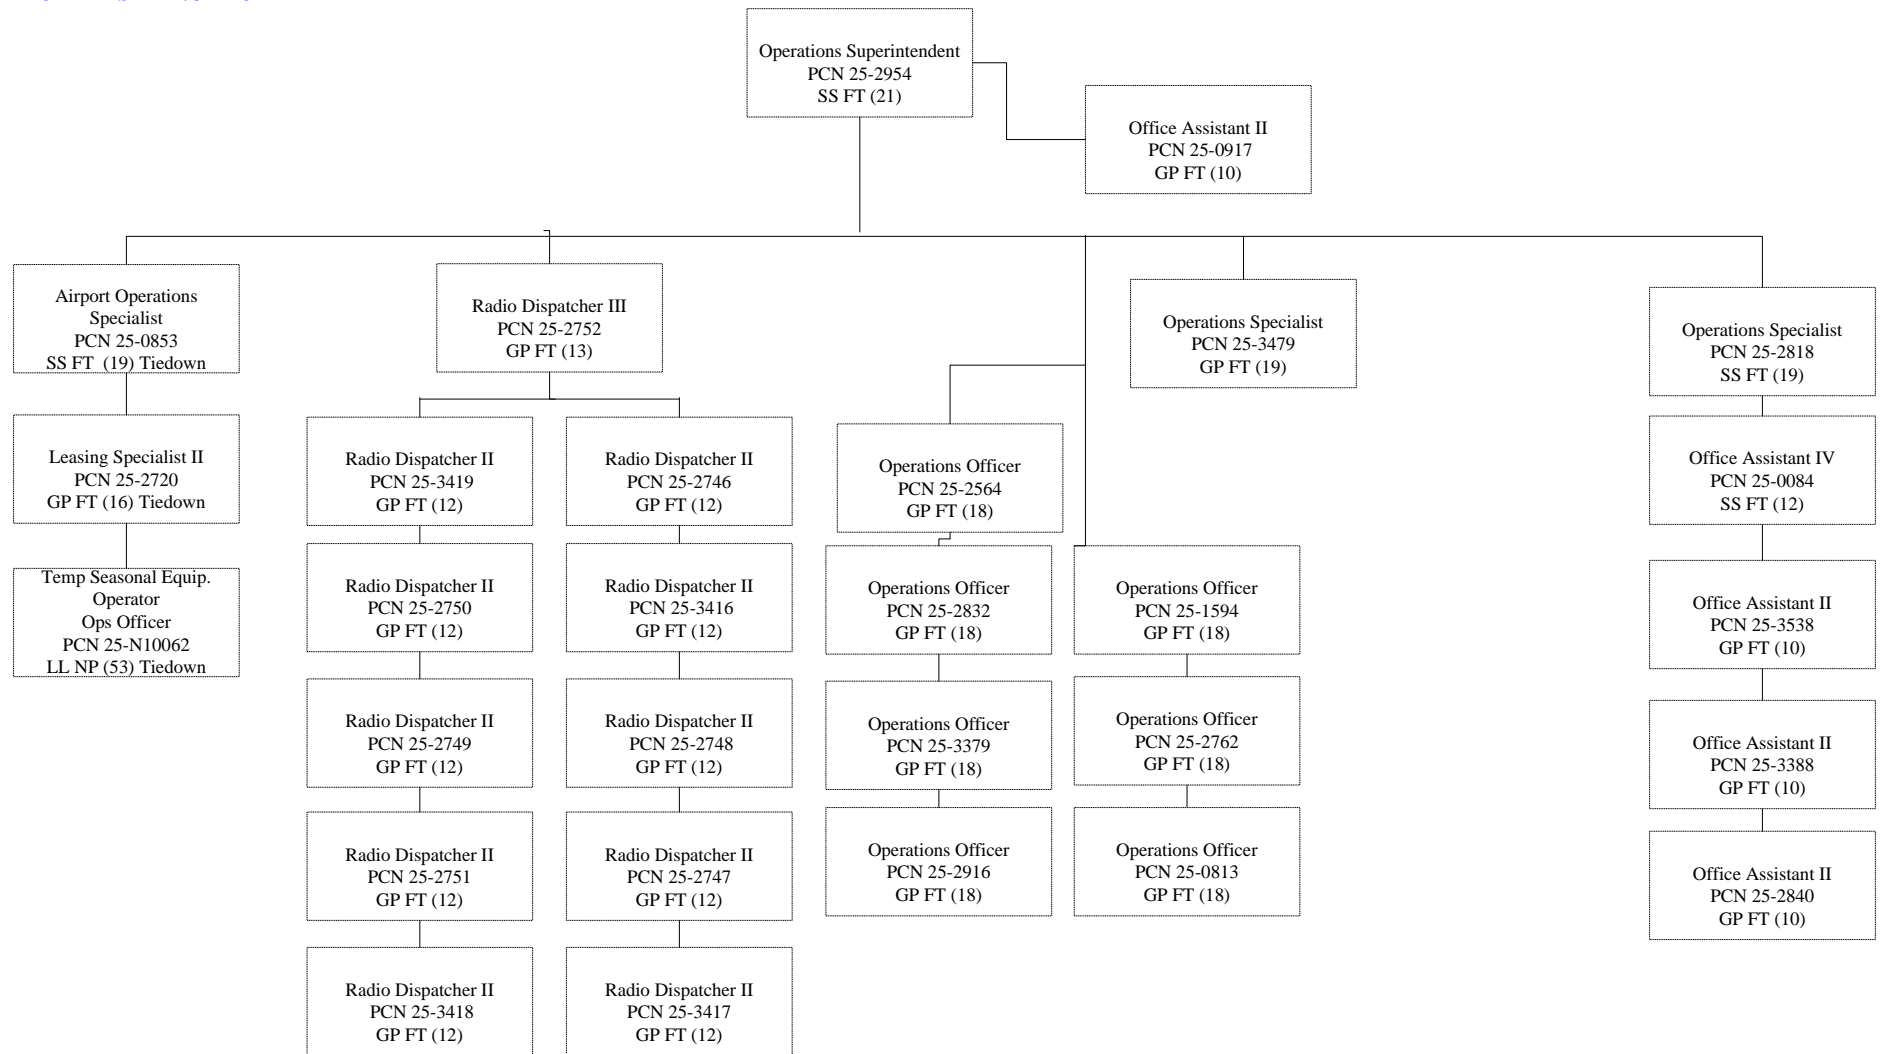 Operations Superintendent
PCN 25-2954
SS FT (21)
Office Assistant II
PCN 25-0917
GP FT (10)
Airport Operations
Specialist
PCN 25-0853
SS FT  (19) Tiedown
Leasing Specialist II
PCN 25-2720
GP FT (16) Tiedown
Temp Seasonal Equip.
Operator
Ops Officer
PCN 25-N10062
LL NP (53) Tiedown
Radio Dispatcher III
PCN 25-2752
GP FT (13)
Radio Dispatcher II
PCN 25-3419
GP FT (12)
Radio Dispatcher II
PCN 25-2750
GP FT (12)
Radio Dispatcher II
PCN 25-2749
GP FT (12)
Radio Dispatcher II
PCN 25-2751
GP FT (12)
Radio Dispatcher II
PCN 25-3418
GP FT (12)
Radio Dispatcher II
PCN 25-2746
GP FT (12)
Radio Dispatcher II
PCN 25-3416
GP FT (12)
Radio Dispatcher II
PCN 25-2748
GP FT (12)
Radio Dispatcher II
PCN 25-2747
GP FT (12)
Radio Dispatcher II
PCN 25-3417
GP FT (12)
Operations Officer
PCN 25-2564
GP FT (18)
Operations Officer
PCN 25-2832
GP FT (18)
Operations Officer
PCN 25-3379
GP FT (18)
Operations Officer
PCN 25-2916
GP FT (18)
Operations Officer
PCN 25-1594
GP FT (18)
Operations Officer
PCN 25-2762
GP FT (18)
Operations Officer
PCN 25-0813
GP FT (18)
Operations Specialist
PCN 25-3479
GP FT (19)
Operations Specialist
PCN 25-2818
SS FT (19)
Office Assistant IV
PCN 25-0084
SS FT (12)
Office Assistant II
PCN 25-3538
GP FT (10)
Office Assistant II
PCN 25-3388
GP FT (10)
Office Assistant II
PCN 25-2840
GP FT (10)